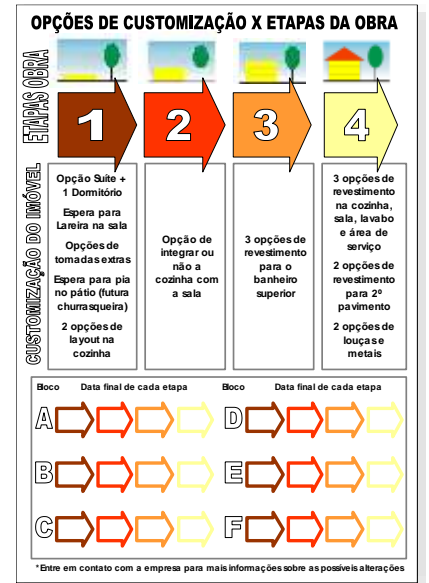 OPÇÕES DE CUSTOMIZAÇÃO X ETAPAS DA OBRA
ETAPAS OBRA
1
2
3
4
CUSTOMIZAÇÃO DO IMÓVEL
Opção Suíte +
1 Dormitório
Espera para
Lareira na sala
Opções de
tomadas extras
Espera para pia
no pátio (futura
churrasqueira)
2 opções de
layout na
cozinha
Opção de
integrar ou
não a
cozinha com
a sala
3 opções de
revestimento
para o
banheiro
superior
3 opções de
revestimento
na cozinha,
sala, lavabo
e área de
serviço
2 opções de
revestimento
para 2º
pavimento
2 opções de
louças e
metais
Bloco Data final de cada etapa
A
B
C
Bloco Data final de cada etapa
D
E
F
*Entre em contato com a empresa para mais informações sobre as possíveis alterações